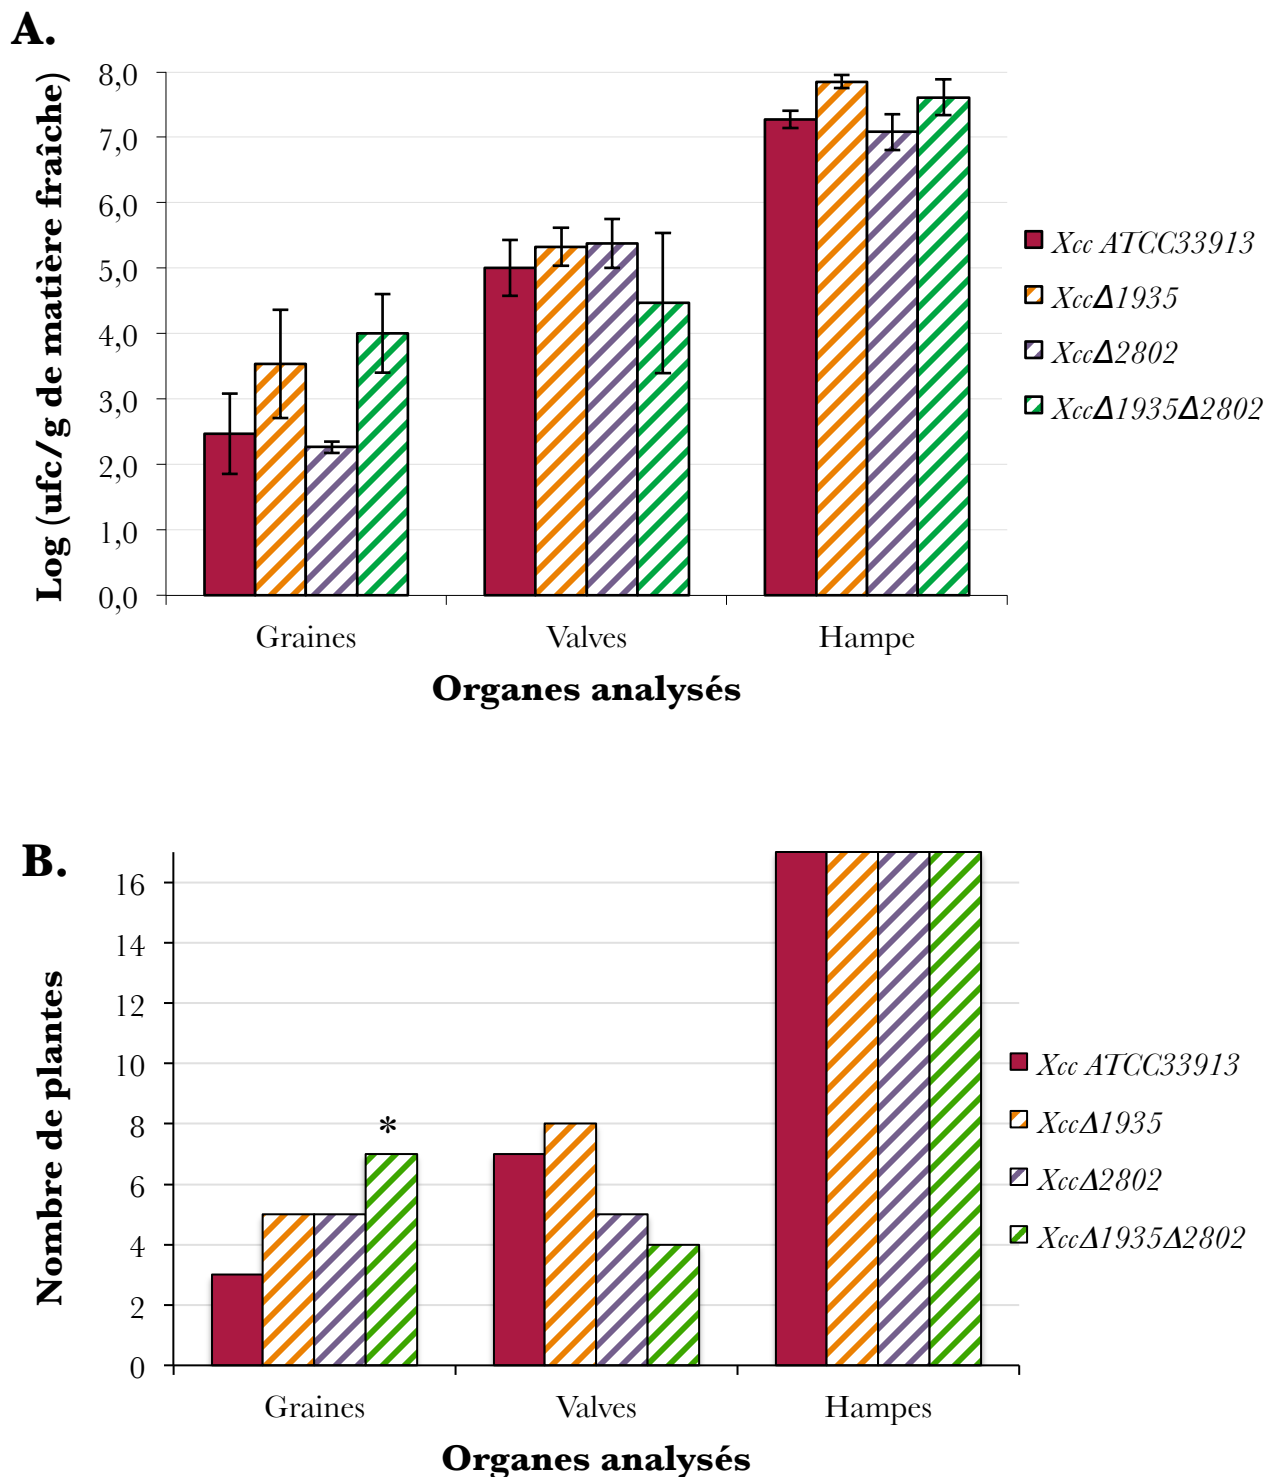 A.
Log (ufc/g de matière fraîche)
8,0
7,0
6,0
5,0
4,0
3,0
2,0
1,0
0,0
Graines
Valves
Hampe
Organes analysés
Xcc ATCC33913
XccΔ1935
XccΔ2802
XccΔ1935Δ2802
B.
Nombre de plantes
16
14
12
10
8
6
4
2
0
*
Graines
Valves
Hampes
Organes analysés
Xcc ATCC33913
XccΔ1935
XccΔ2802
XccΔ1935Δ2802